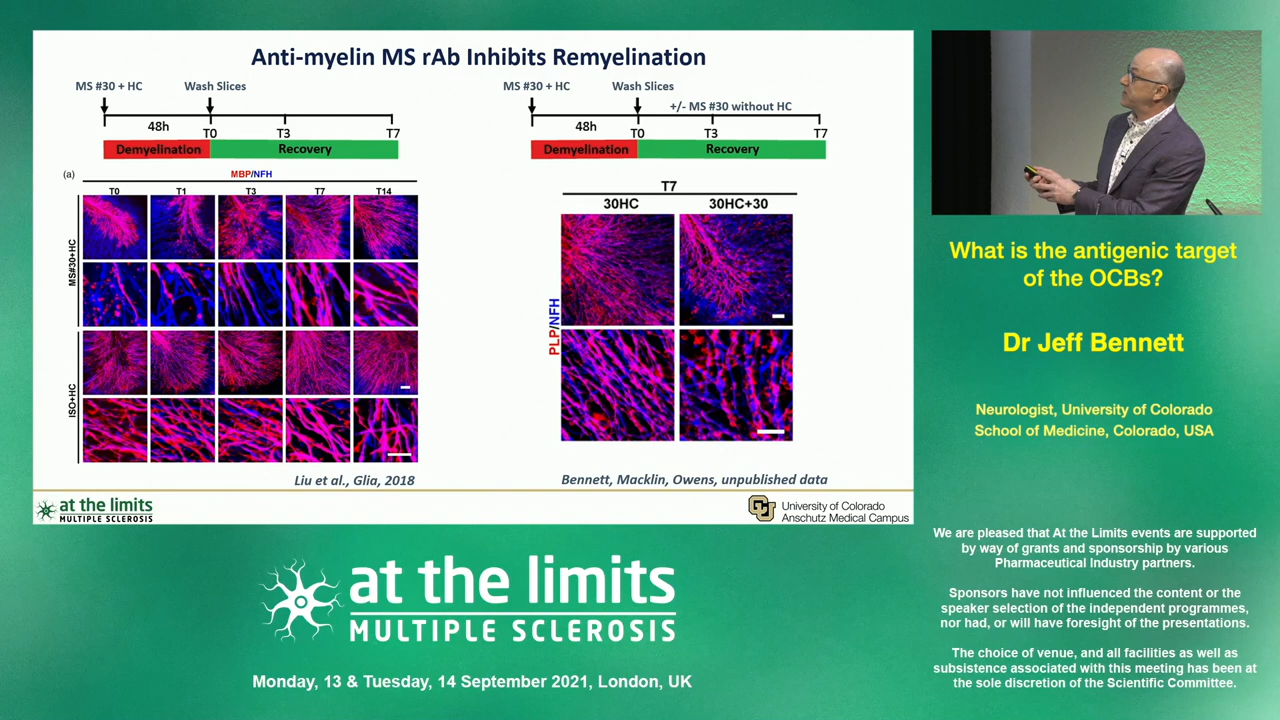 Anti-myelin MS rAb Inhibits Remyelination
MS #30 + HC
Wash Slices
48h
T0
T3
T7
Demyelination
Recovery
(a)
MBP/NFH
T0
T1
T3
T7
T14
MS#30+HC
ISO+HC
Liu et al., Glia, 2018
MS #30 + HC
Wash Slices
+/- MS #30 without HC
48h
T0
T3
T7
Demyelination
Recovery
T7
30HC
30HC+30
PLP/NFH
Bennett, Macklin, Owens, unpublished data
at the limits
MULTIPLE SCLEROSIS
University of Colorado
Anschutz Medical Campus
What is the antigenic target
of the OCBs?
Dr Jeff Bennett
Neurologist, University of Colorado
School of Medicine, Colorado, USA
We are pleased that At the Limits events are supported
by way of grants and sponsorship by various
Pharmaceutical Industry partners.
Sponsors have not influenced the content or the
speaker selection of the independent programmes,
nor had, or will have foresight of the presentations.
The choice of venue, and all facilities as well as
subsistence associated with this meeting has been at
the sole discretion of the Scientific Committee.
at the limits
MULTIPLE SCLEROSIS
Monday, 13 & Tuesday, 14 September 2021, London, UK